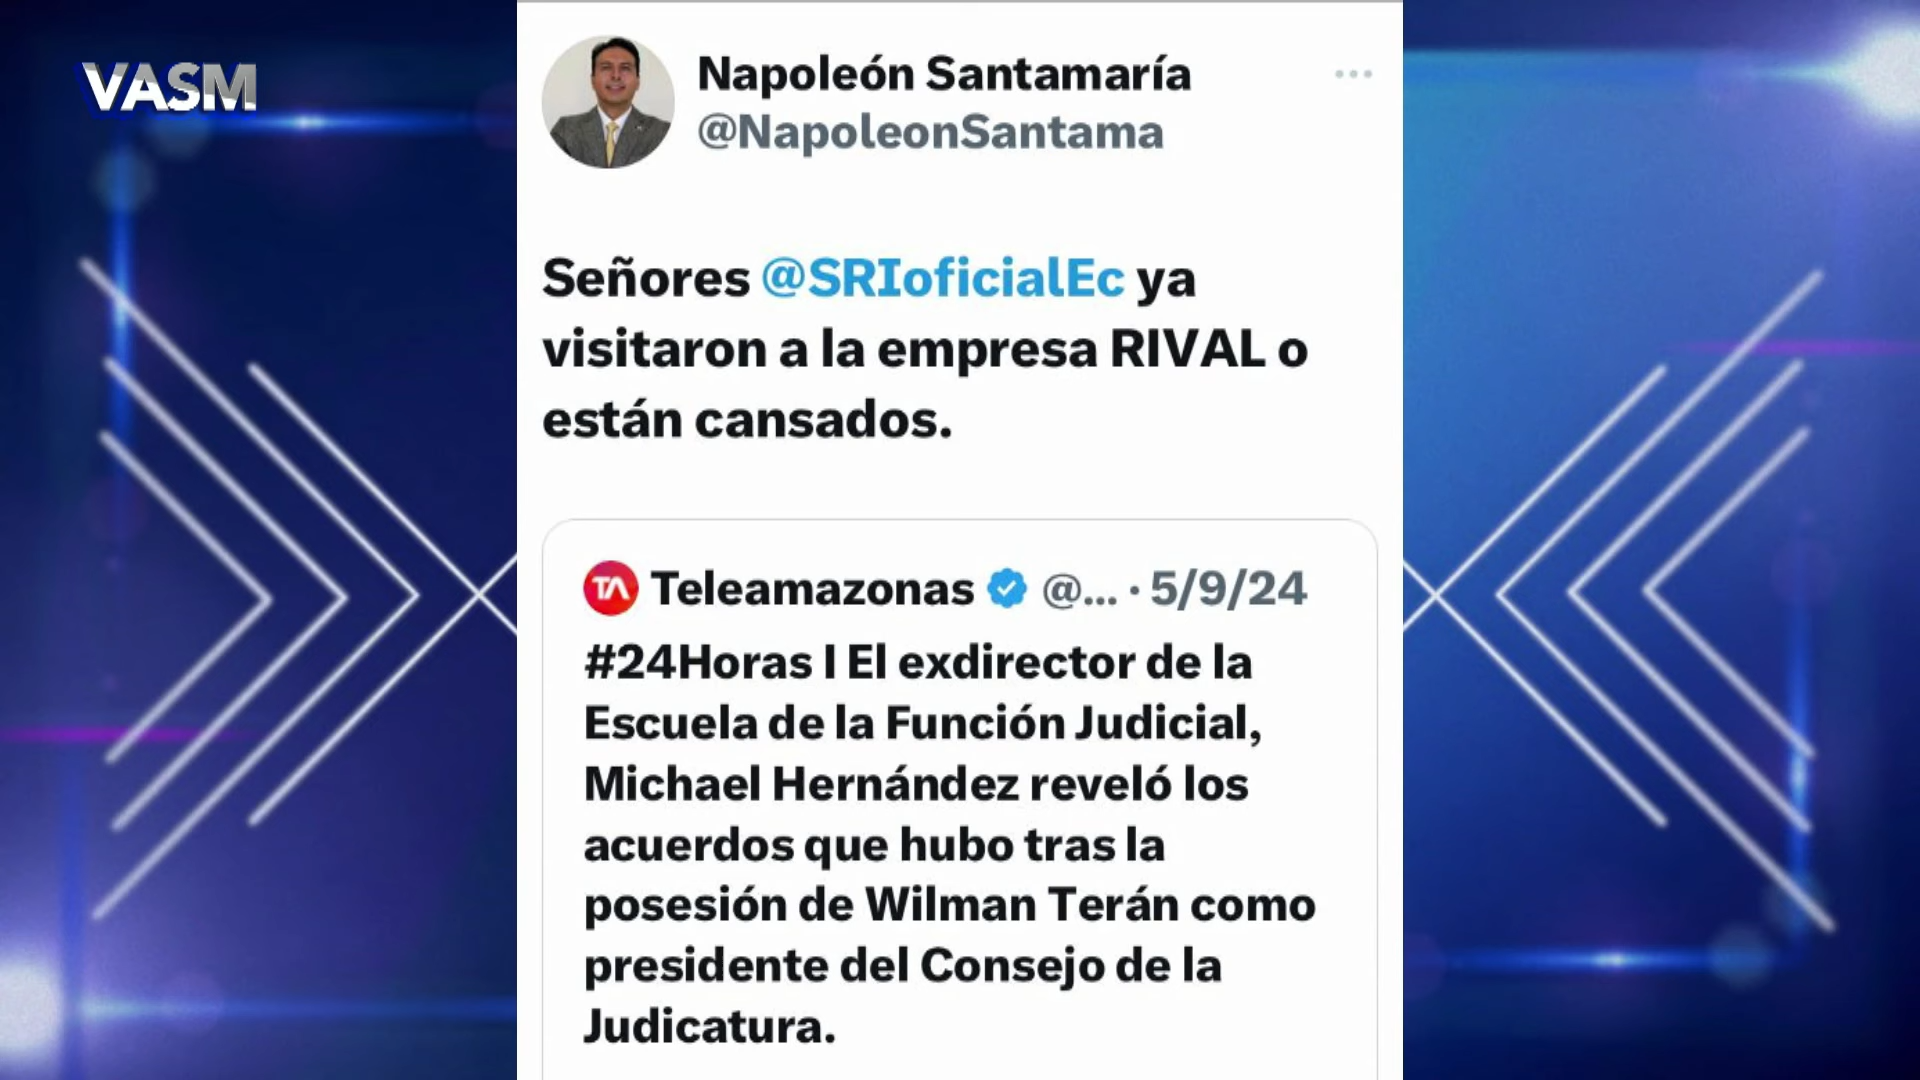 VASM
Napoleón Santamaría
@NapoleonSantama
Señores @SRIoficialEc ya
visitaron a la empresa RIVAL o
están cansados.
TA Teleamazonas @... · 5/9/24
#24Horas I El exdirector de la
Escuela de la Función Judicial,
Michael Hernández reveló los
acuerdos que hubo tras la
posesión de Wilman Terán como
presidente del Consejo de la
Judicatura.